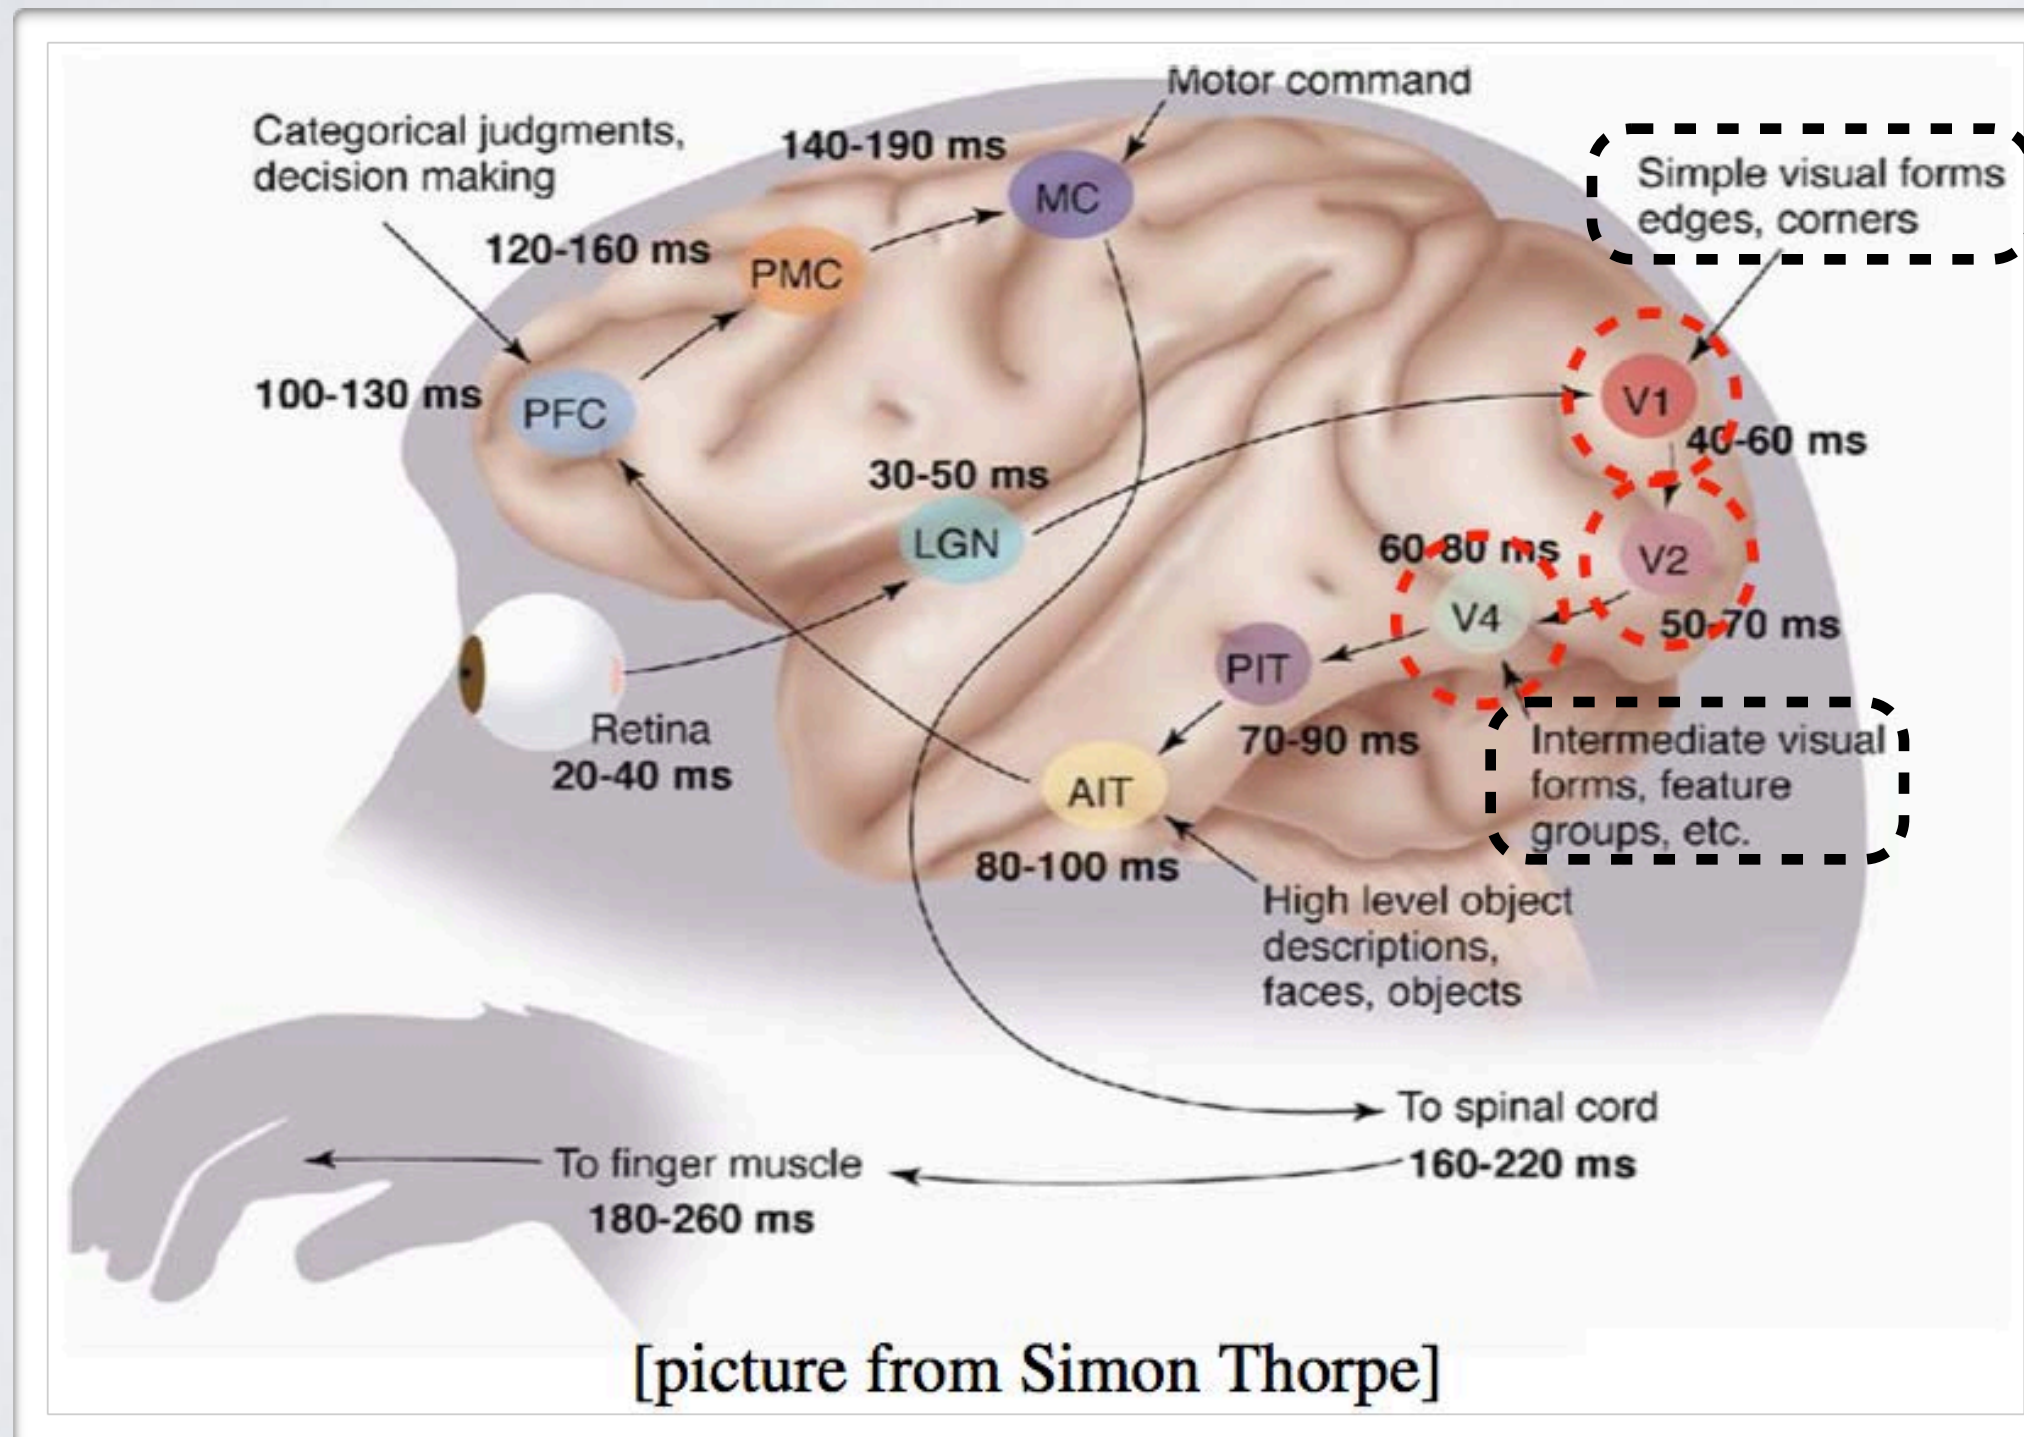 Motor command
Categorical judgments,
decision making
140-190 ms
MC
Simple visual forms
edges, corners
120-160 ms
PMC
100-130 ms
PFC
V1
40-60 ms
30-50 ms
LGN
60-80 ms
V2
V4
50-70 ms
PIT
Retina
20-40 ms
70-90 ms
Intermediate visual
forms, feature
groups, etc.
AIT
80-100 ms
High level object
descriptions,
faces, objects
To spinal cord
160-220 ms
To finger muscle
180-260 ms
[picture from Simon Thorpe]